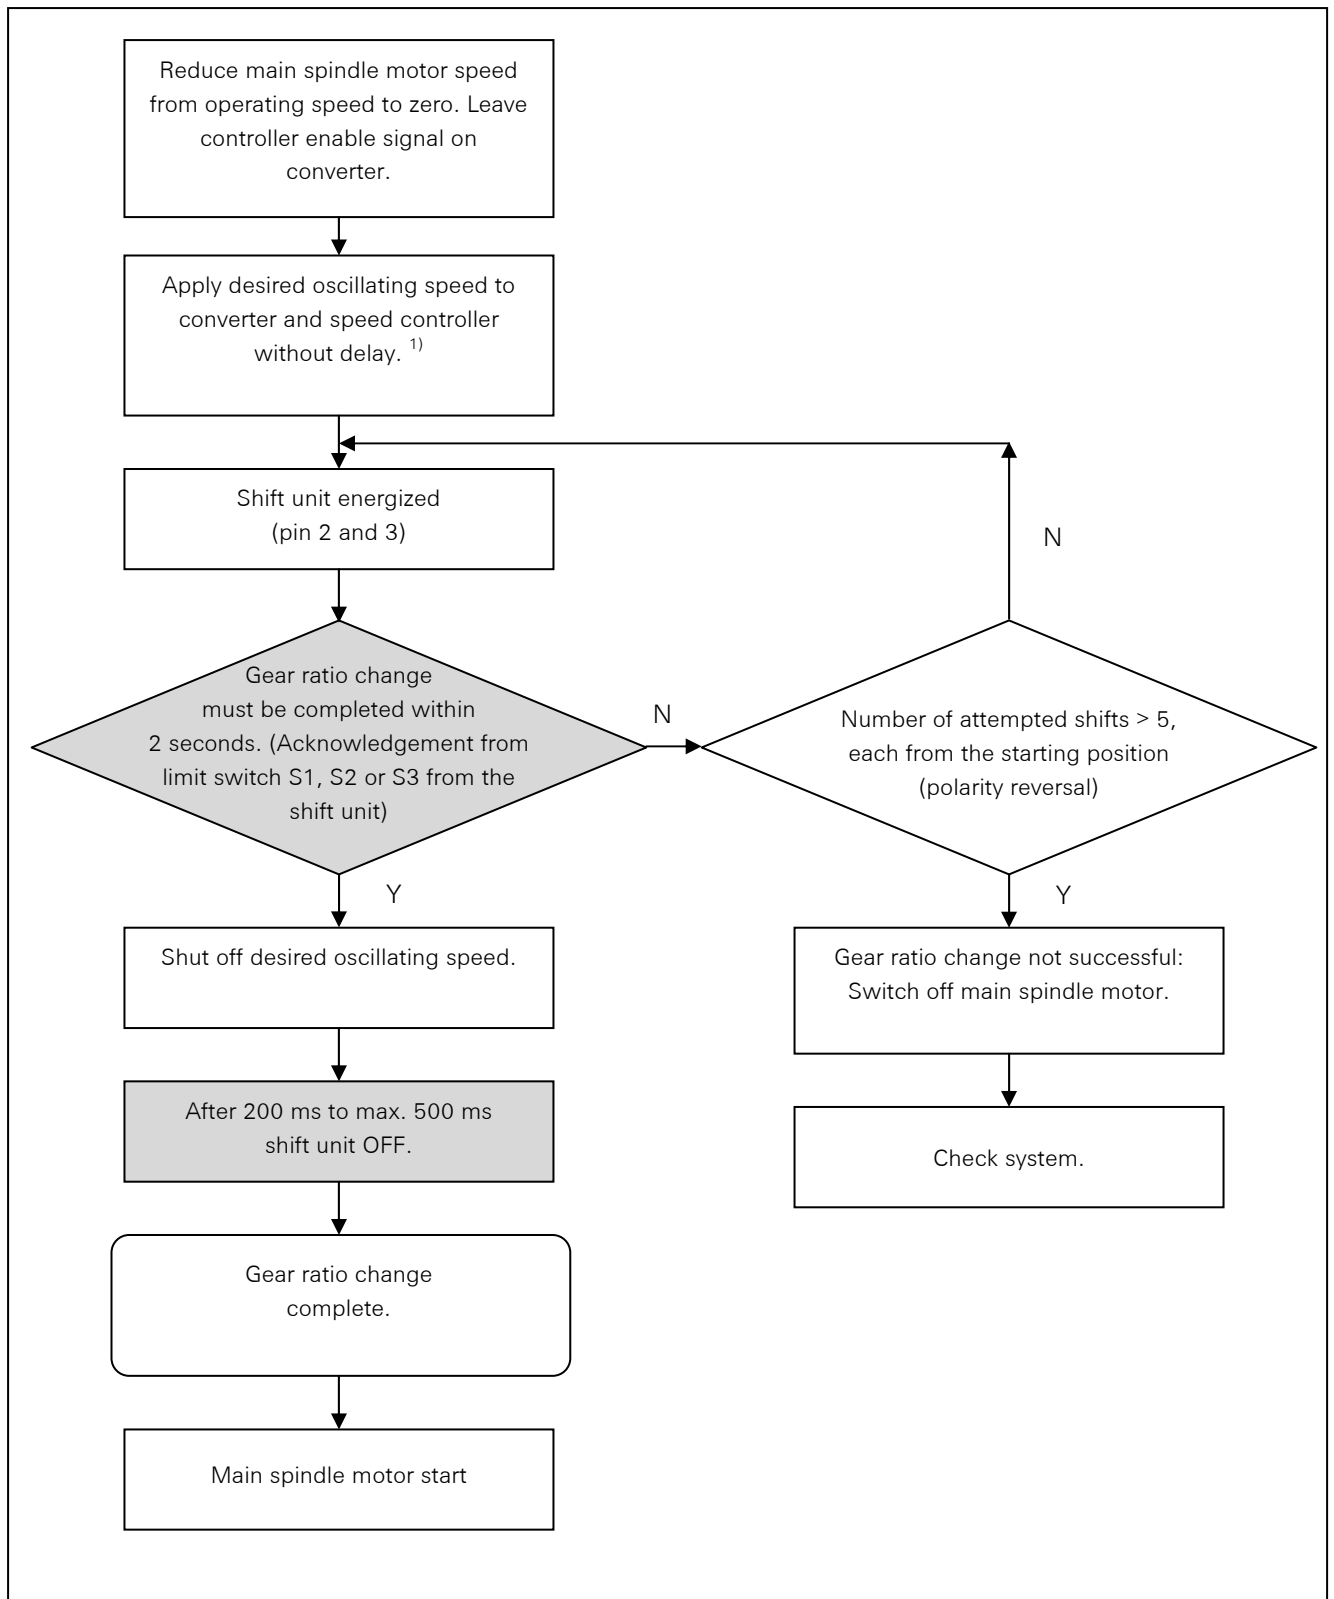 Reduce main spindle motor speed
from operating speed to zero. Leave
controller enable signal on
converter.
Apply desired oscillating speed to
converter and speed controller
without delay. 1)
Shift unit energized
(pin 2 and 3)
N
Gear ratio change
must be completed within
2 seconds. (Acknowledgement from
limit switch S1, S2 or S3 from the
shift unit)
N
Number of attempted shifts > 5,
each from the starting position
(polarity reversal)
Y
Y
Shut off desired oscillating speed.
Gear ratio change not successful:
Switch off main spindle motor.
After 200 ms to max. 500 ms
shift unit OFF.
Check system.
Gear ratio change
complete.
Main spindle motor start